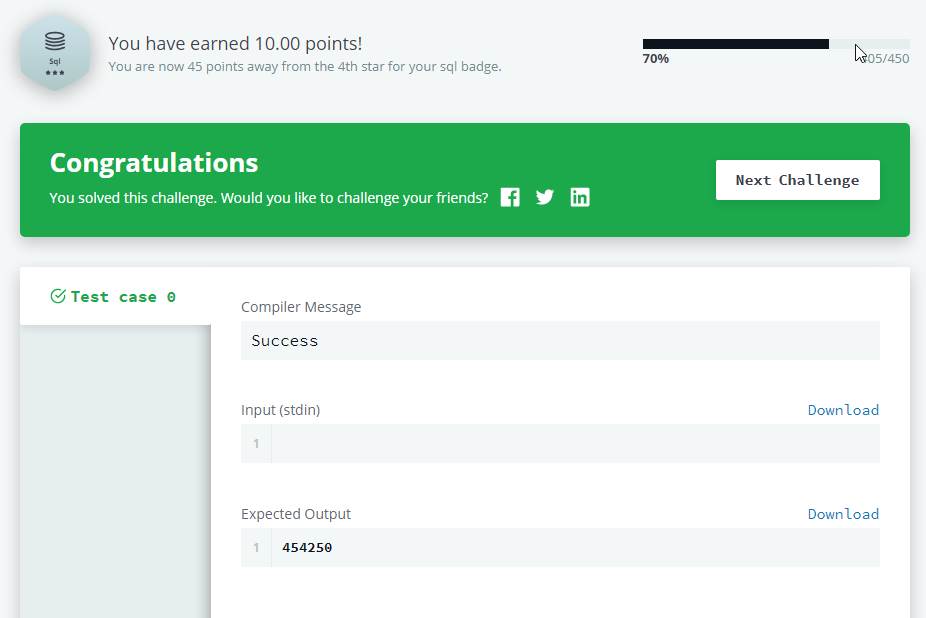 You have earned 10.00 points!
You are now 45 points away from the 4th star for your sql badge.
Sql
70%
05/450
Congratulations
You solved this challenge. Would you like to challenge your friends?
Next Challenge
Test case 0
Compiler Message
Success
Input (stdin)
Download
1
Expected Output
Download
1
454250